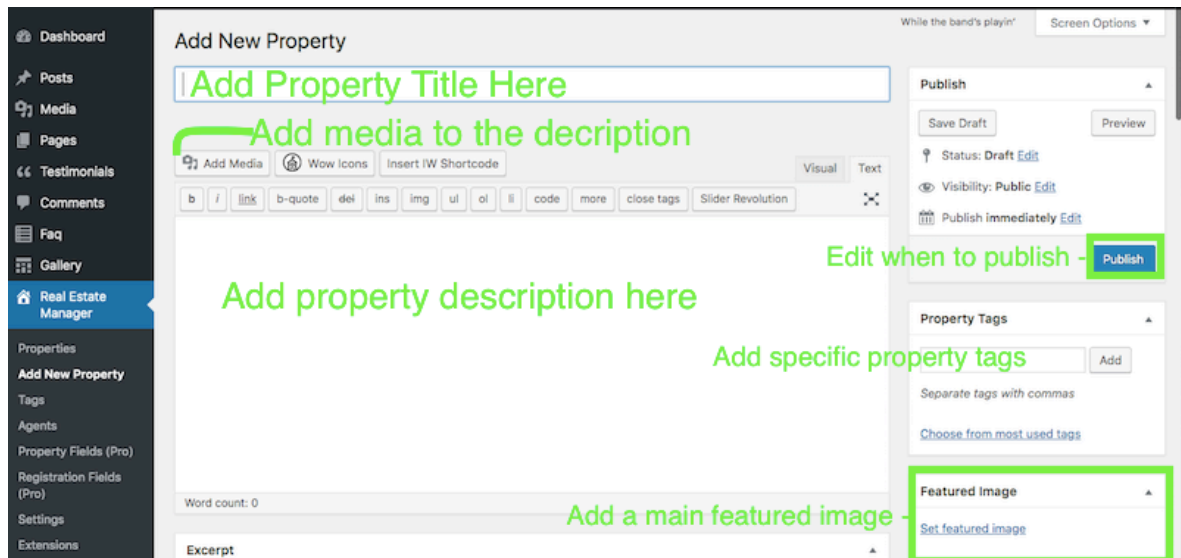 While the band's playin'
Screen Options ▼
Dashboard
Posts
Media
Pages
Testimonials
Comments
Faq
Gallery
Real Estate
Manager
Properties
Add New Property
Tags
Agents
Property Fields (Pro)
Registration Fields
(Pro)
Settings
Extensions
Add New Property
Add Property Title Here
Add media to the decription
Add Media
Wow Icons
Insert IW Shortcode
Visual
Text
b
i
link
b-quote
del
ins
img
ul
ol
li
code
more
close tags
Slider Revolution
Add property description here
Word count: 0
Excerpt
Publish
Save Draft
Preview
Status: Draft Edit
Visibility: Public Edit
Publish immediately Edit
Edit when to publish -
Publish
Property Tags
Add specific property tags
Add
Separate tags with commas
Choose from most used tags
Featured Image
Add a main featured image -
Set featured image